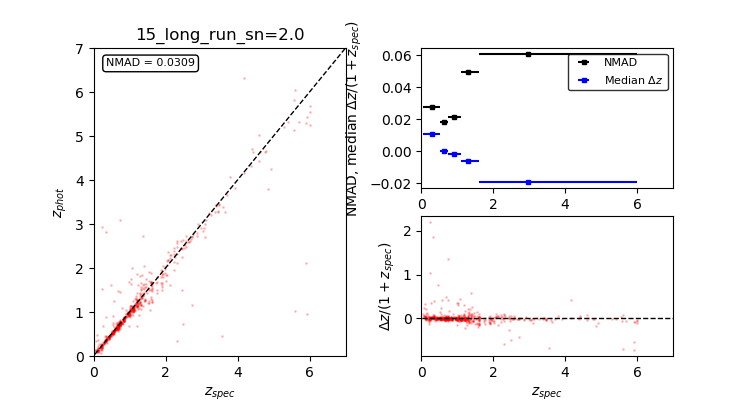 15_long_run_sn=2.0
NMAD = 0.0309
7
6
5
4
3
2
1
0
z_phot
0 2 4 6
z_spec
NMAD, median Δz/(1 + z_spec)
0.06
0.04
0.02
0.00
−0.02
NMAD
Median Δz
0 2 4 6
Δz/(1 + z_spec)
2
1
0
0 2 4 6
z_spec